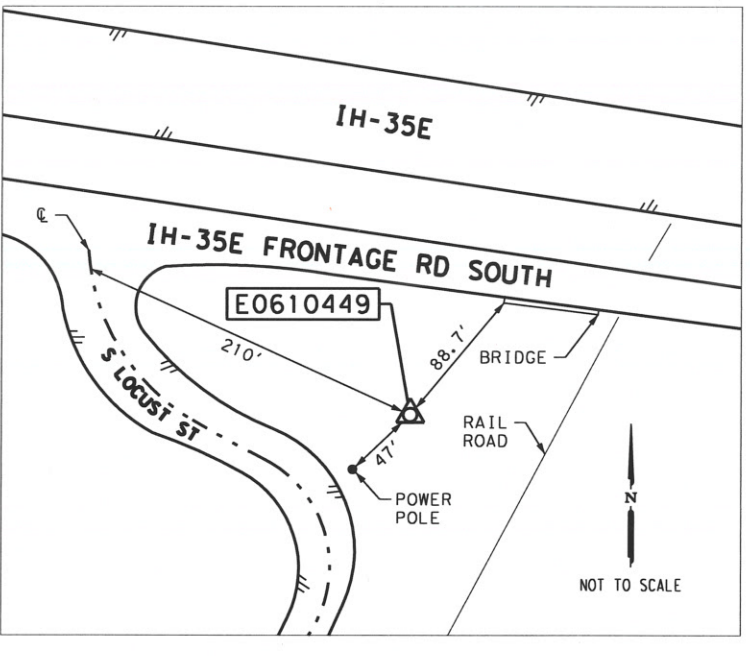 IH-35E
℄
IH-35E FRONTAGE RD SOUTH
E0610449
210'
88.7'
BRIDGE
S LOCUST ST
RAIL
ROAD
47'
POWER
POLE
N
NOT TO SCALE